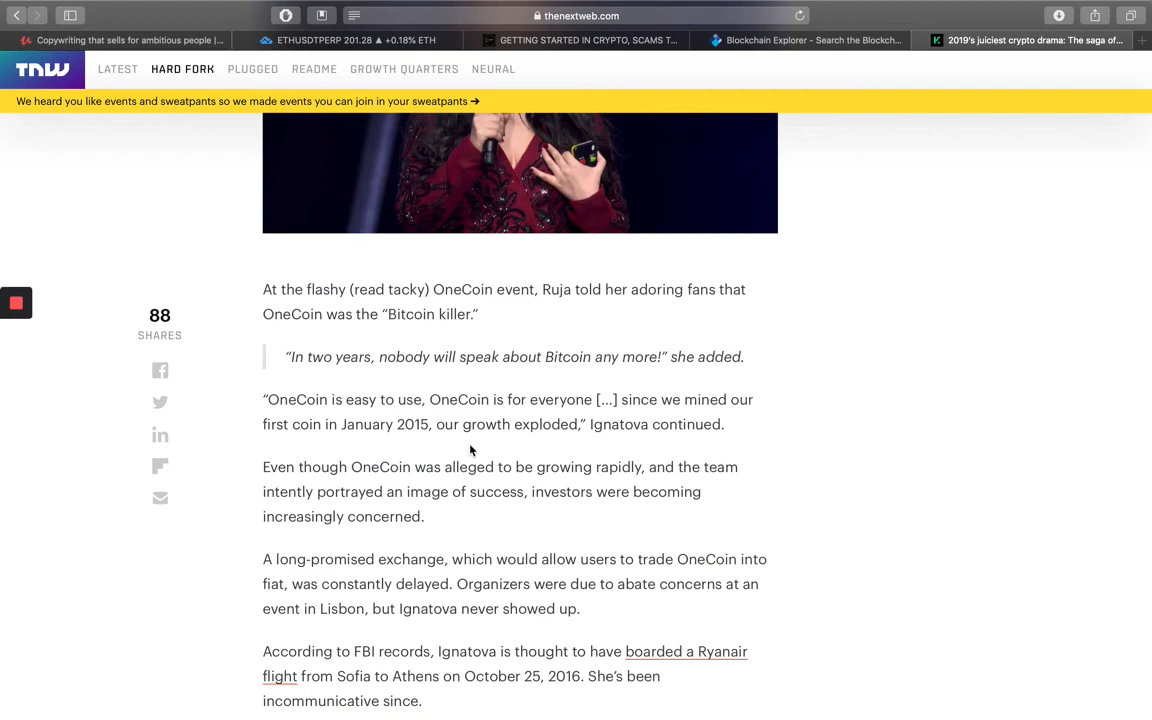 thenextweb.com
Copywriting that sells for ambitious people |...
ETHUSDTPERP 201.28 ▲ +0.18% ETH
GETTING STARTED IN CRYPTO, SCAMS T...
Blockchain Explorer - Search the Blockch...
2019's juiciest crypto drama: The saga of...
TNW
LATEST
HARD FORK
PLUGGED
README
GROWTH QUARTERS
NEURAL
We heard you like events and sweatpants so we made events you can join in your sweatpants →
At the flashy (read tacky) OneCoin event, Ruja told her adoring fans that
OneCoin was the “Bitcoin killer.”
88
SHARES
“In two years, nobody will speak about Bitcoin any more!” she added.
“OneCoin is easy to use, OneCoin is for everyone [...] since we mined our
first coin in January 2015, our growth exploded,” Ignatova continued.
Even though OneCoin was alleged to be growing rapidly, and the team
intently portrayed an image of success, investors were becoming
increasingly concerned.
A long-promised exchange, which would allow users to trade OneCoin into
fiat, was constantly delayed. Organizers were due to abate concerns at an
event in Lisbon, but Ignatova never showed up.
According to FBI records, Ignatova is thought to have boarded a Ryanair
flight from Sofia to Athens on October 25, 2016. She’s been
incommunicative since.